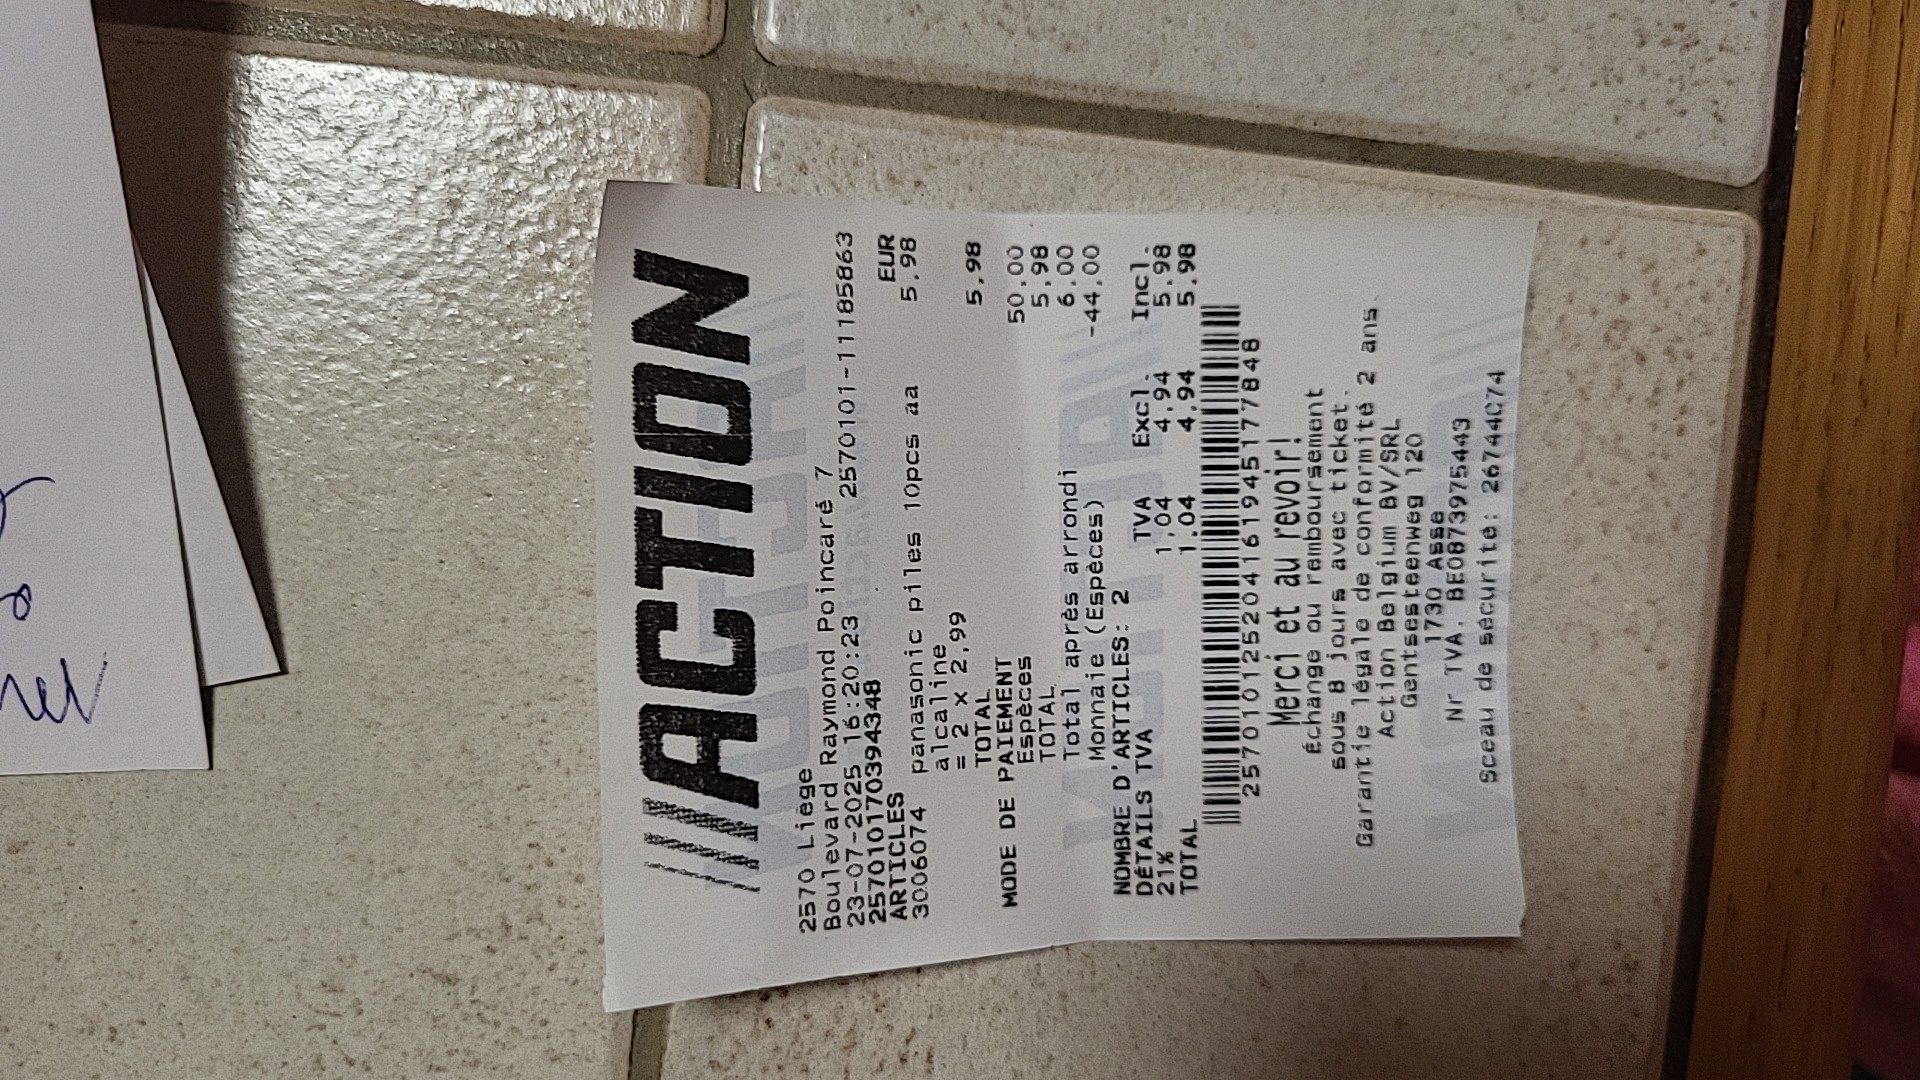 ACTION
2570 Liège
Boulevard Raymond Poincaré 7
23-07-2025 16:20:23 2570101-11185863
2570101703943​48
ARTICLES EUR
3006074 panasonic piles 10pcs aa 5,98
alcaline
= 2 x 2,99
TOTAL 5,98
MODE DE PAIEMENT
Espèces 50,00
TOTAL 5,98
Total après arrondi 6,00
Monnaie (Espèces) -44,00
NOMBRE D'ARTICLES: 2
DÉTAILS TVA TVA Excl. Incl.
21% 1,04 4,94 5,98
TOTAL 1,04 4,94 5,98
2570101252041619451​77848
Merci et au revoir!
Échange ou remboursement
sous 8 jours avec ticket.
Garantie légale de conformité 2 ans.
Action Belgium BV/SRL
Gentsesteenweg 120
1730 Asse
Nr TVA. BE0873975443
Sceau de sécurité: 26744C74